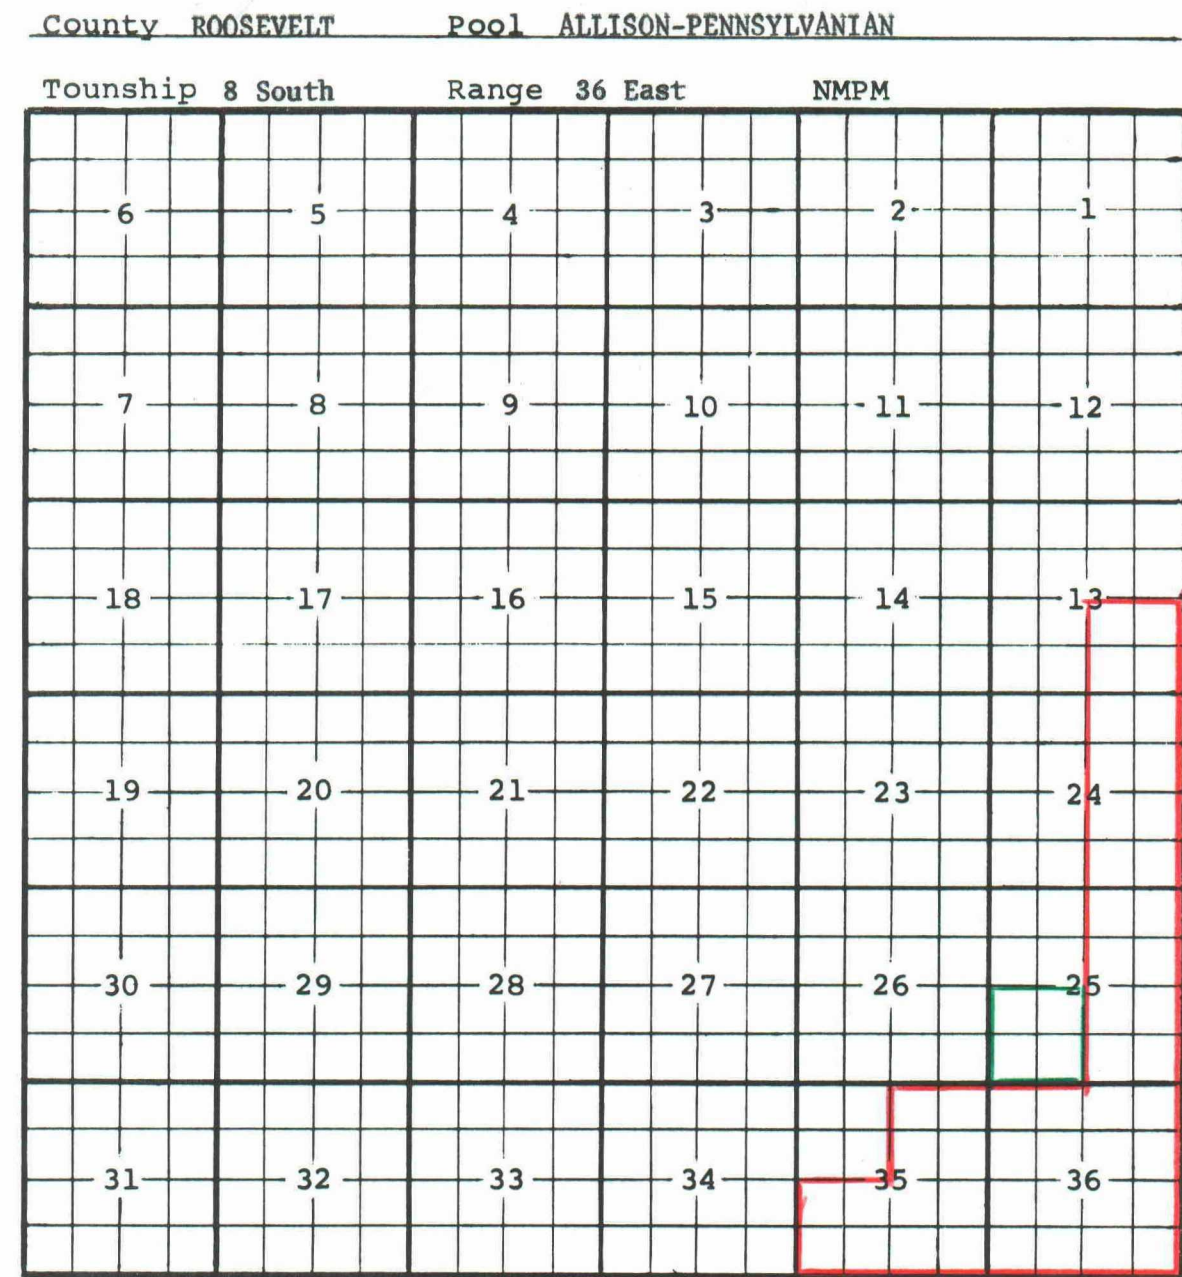 County ROOSEVELT Pool ALLISON-PENNSYLVANIAN
Tounship 8 South Range 36 East NMPM
6 5 4 3 2 1
7 8 9 10 11 12
18 17 16 15 14 13
19 20 21 22 23 24
30 29 28 27 26 25
31 32 33 34 35 36